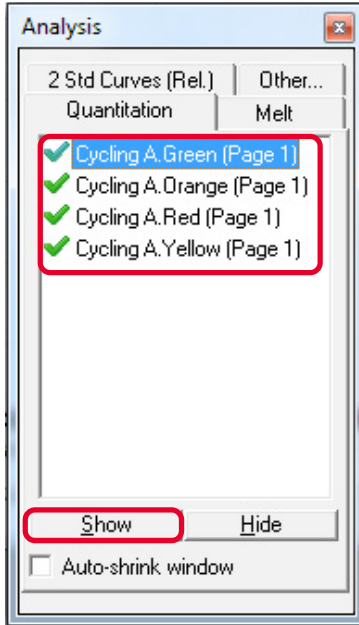 Analysis
2 Std Curves (Rel.) Other...
Quantitation Melt
Cycling A.Green (Page 1)
Cycling A.Orange (Page 1)
Cycling A.Red (Page 1)
Cycling A.Yellow (Page 1)
Show Hide
Auto-shrink window